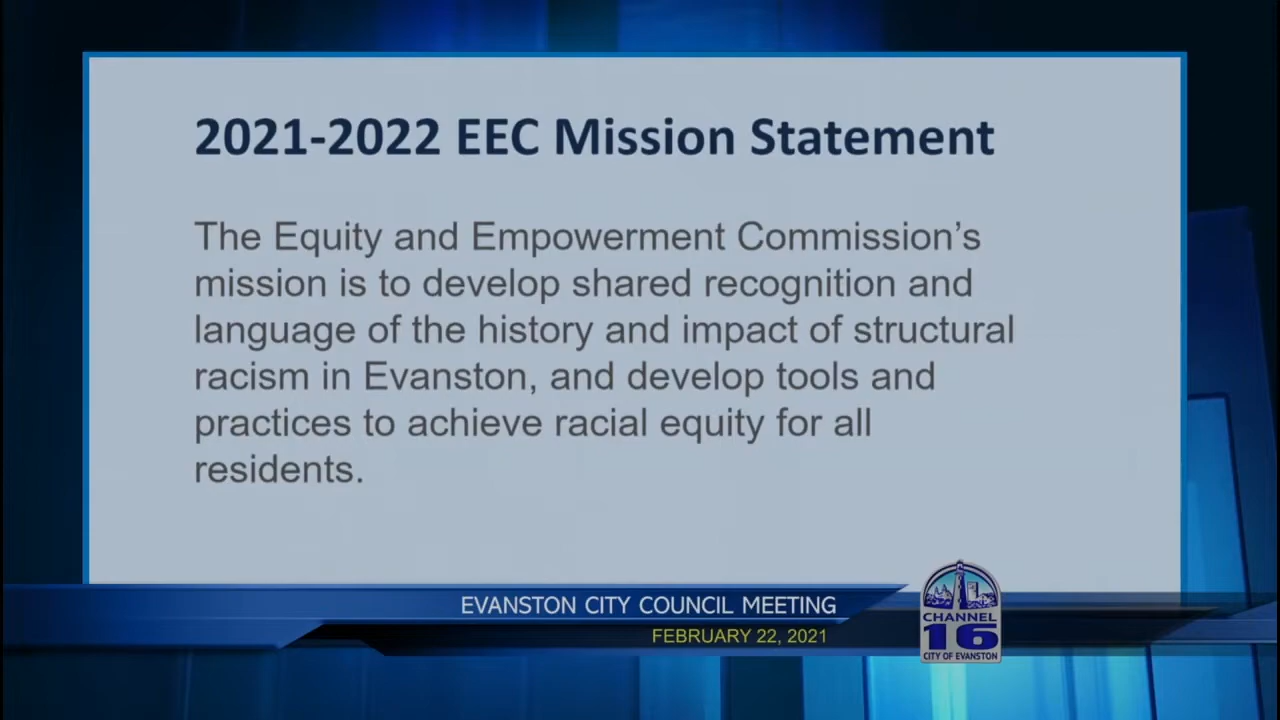 2021-2022 EEC Mission Statement
The Equity and Empowerment Commission's
mission is to develop shared recognition and
language of the history and impact of structural
racism in Evanston, and develop tools and
practices to achieve racial equity for all
residents.
EVANSTON CITY COUNCIL MEETING
FEBRUARY 22, 2021
CHANNEL
16
CITY OF EVANSTON